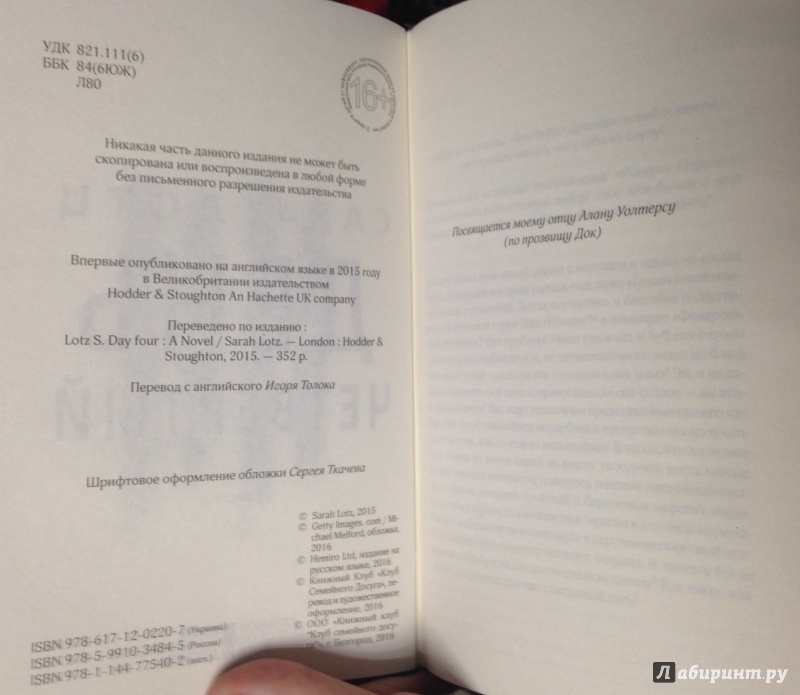 УДК 821.111(6)
ББК 84(6ЮЖ)
Л80
16+
Никакая часть данного издания не может быть
скопирована или воспроизведена в любой форме
без письменного разрешения издательства
Впервые опубликовано на английском языке в 2015 году
в Великобритании издательством
Hodder & Stoughton An Hachette UK company
Переведено по изданию :
Lotz S. Day four : A Novel / Sarah Lotz. — London : Hodder &
Stoughton, 2015. — 352 p.
Перевод с английского Игоря Толока
Шрифтовое оформление обложки Сергея Ткачева
© Sarah Lotz, 2015
© Getty Images. com / Mi-
chael Melford, обложка,
2016
© Hemiro Ltd, издание на
русском языке, 2016
© Книжный Клуб «Клуб
Семейного Досуга», пе-
ревод и художественное
оформление, 2016
© ООО «Книжный клуб
"Клуб семейного досу-
га"», г. Белгород, 2016
ISBN 978-617-12-0220-7 (Украина)
ISBN 978-5-9910-3484-5 (Россия)
ISBN 978-1-144-77540-2 (англ.)
Посвящается моему отцу Алану Уолтерсу
(по прозвищу Док)
Лабиринт.ру